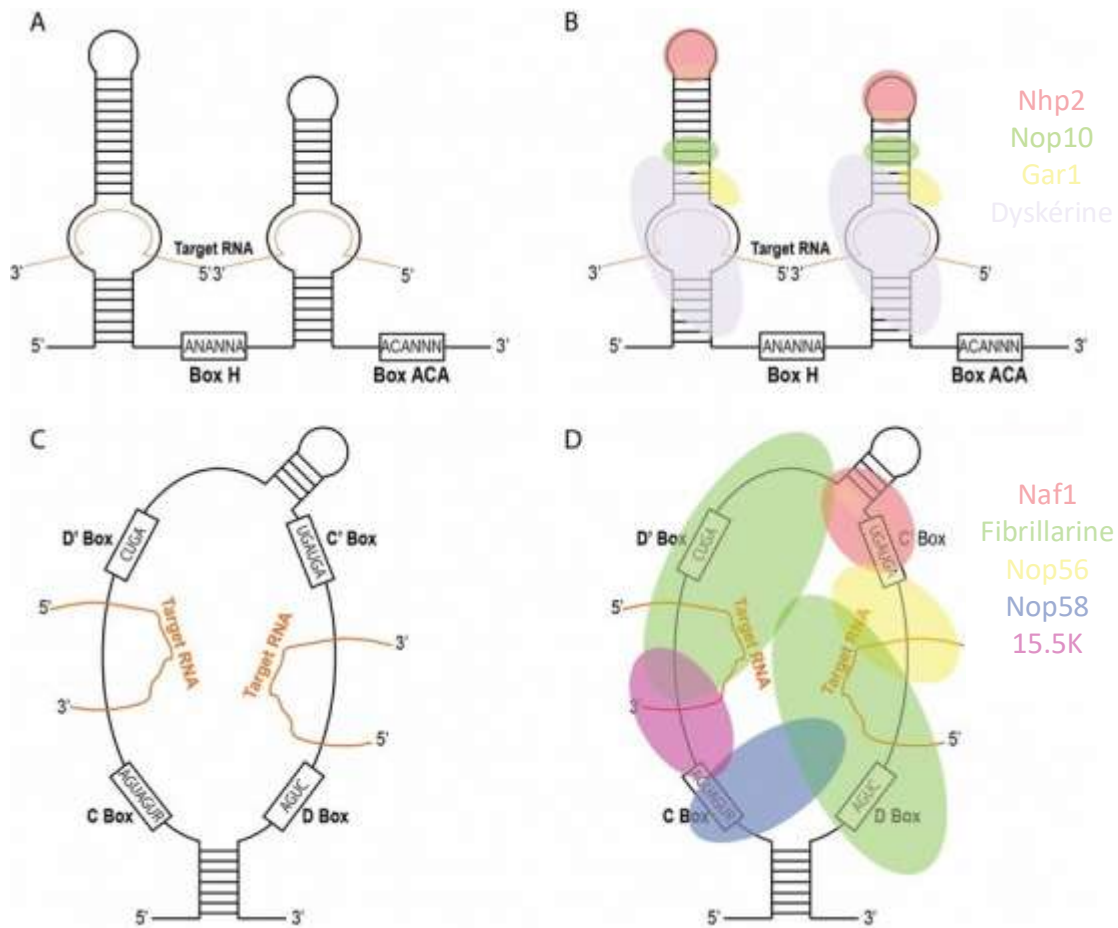 A
5'
3'
Target RNA
5'
3'
5'
ANANNA
Box H
ACANNN
Box ACA
3'
B
5'
3'
Target RNA
5'
3'
5'
ANANNA
Box H
ACANNN
Box ACA
3'
Nhp2
Nop10
Gar1
Dyskérine
C
D' Box
CUGA
UGAUGA
C' Box
5'
Target RNA
3'
Target RNA
3'
5'
AGUAGUR
C Box
AGUC
D Box
5'
3'
D
D' Box
CUGA
UGAUGA
C' Box
5'
Target RNA
3'
Target RNA
5'
AGUAGUR
C Box
AGUC
D Box
5'
3'
Naf1
Fibrillarine
Nop56
Nop58
15.5K